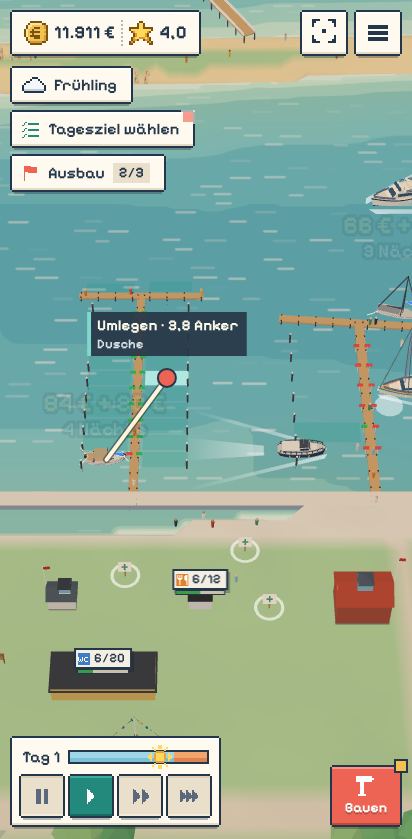 11.911 € 4,0
Frühling
Tagesziel wählen
Ausbau 2/3
Umlegen · 3,8 Anker
Dusche
6/12
WC 6/20
Tag 1
Bauen